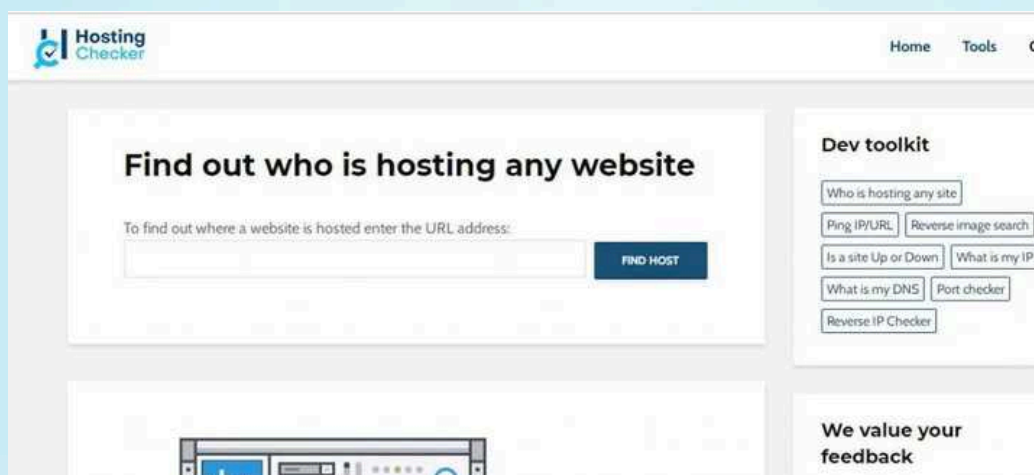 Hosting
Checker
Home Tools
Find out who is hosting any website
To find out where a website is hosted enter the URL address:
FIND HOST
Dev toolkit
Who is hosting any site
Ping IP/URL Reverse image search
Is a site Up or Down What is my IP
What is my DNS Port checker
Reverse IP Checker
We value your
feedback